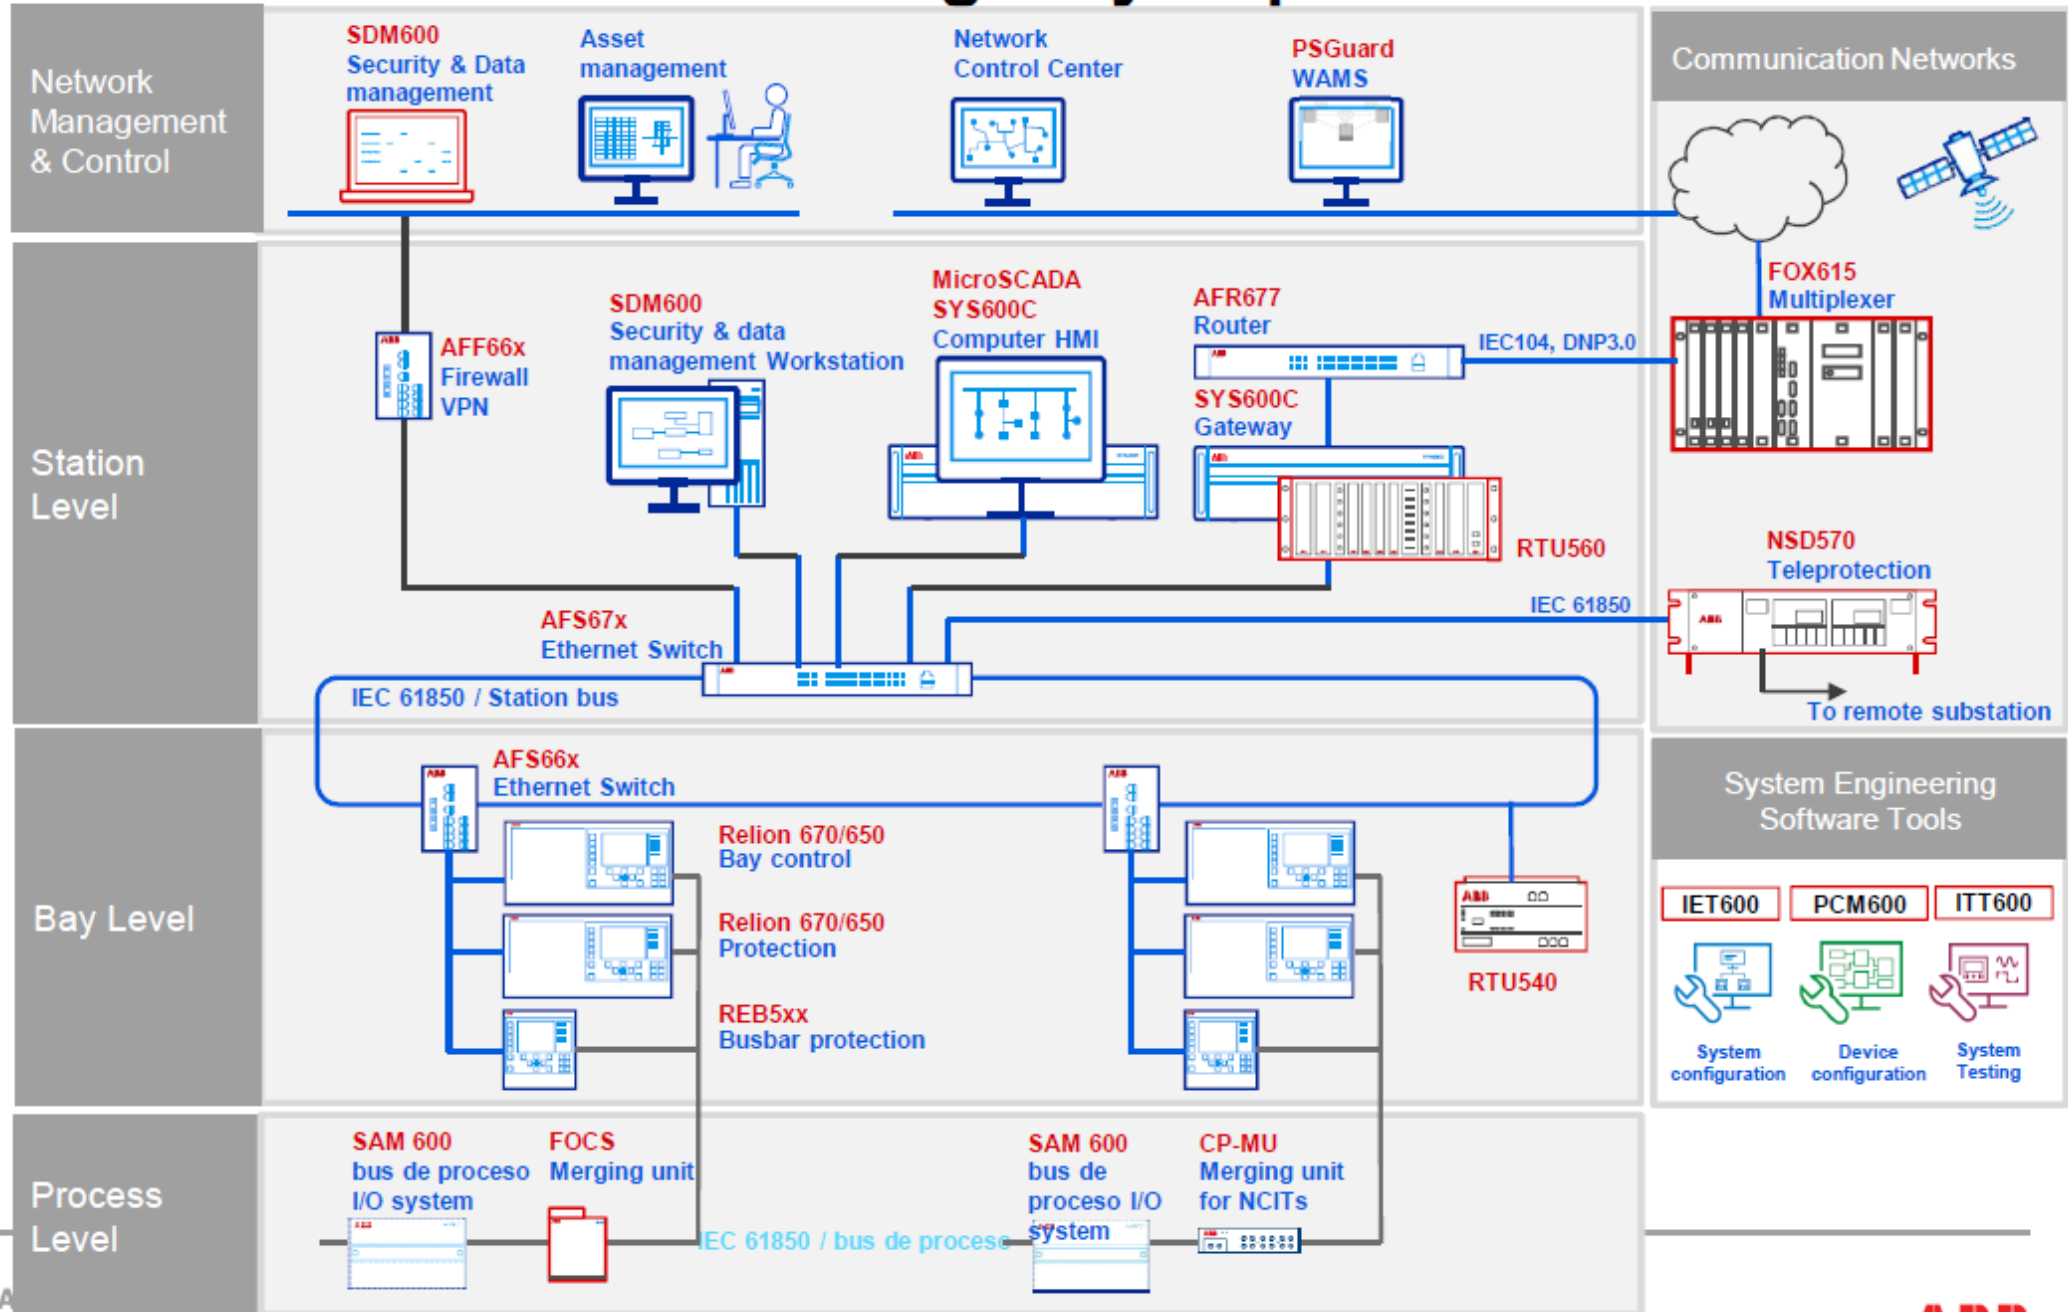 Network
Management
& Control
SDM600
Security & Data
management
Asset
management
Network
Control Center
PSGuard
WAMS
Communication Networks
Station
Level
AFF66x
Firewall
VPN
SDM600
Security & data
management Workstation
MicroSCADA
SYS600C
Computer HMI
AFR677
Router
IEC104, DNP3.0
SYS600C
Gateway
RTU560
FOX615
Multiplexer
NSD570
Teleprotection
IEC 61850
To remote substation
AFS67x
Ethernet Switch
IEC 61850 / Station bus
Bay Level
AFS66x
Ethernet Switch
Relion 670/650
Bay control
Relion 670/650
Protection
REB5xx
Busbar protection
ABB
RTU540
System Engineering
Software Tools
IET600
PCM600
ITT600
System
configuration
Device
configuration
System
Testing
Process
Level
SAM 600
bus de proceso
I/O system
FOCS
Merging unit
IEC 61850 / bus de proceso
SAM 600
bus de
proceso I/O
system
CP-MU
Merging unit
for NCITs